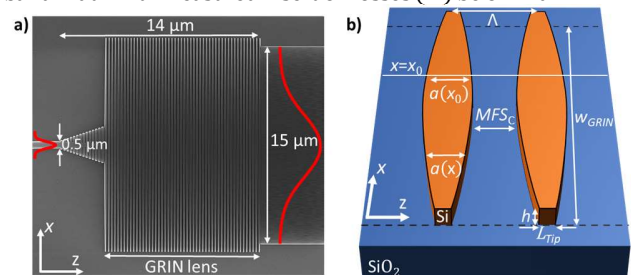 a)
14 µm
0.5 µm
15 µm
x
z
GRIN lens
b)
Λ
x=x₀
a(x₀)
MFS_C
w_GRIN
a(x)
x
z
Si
h
L_Tip
SiO₂